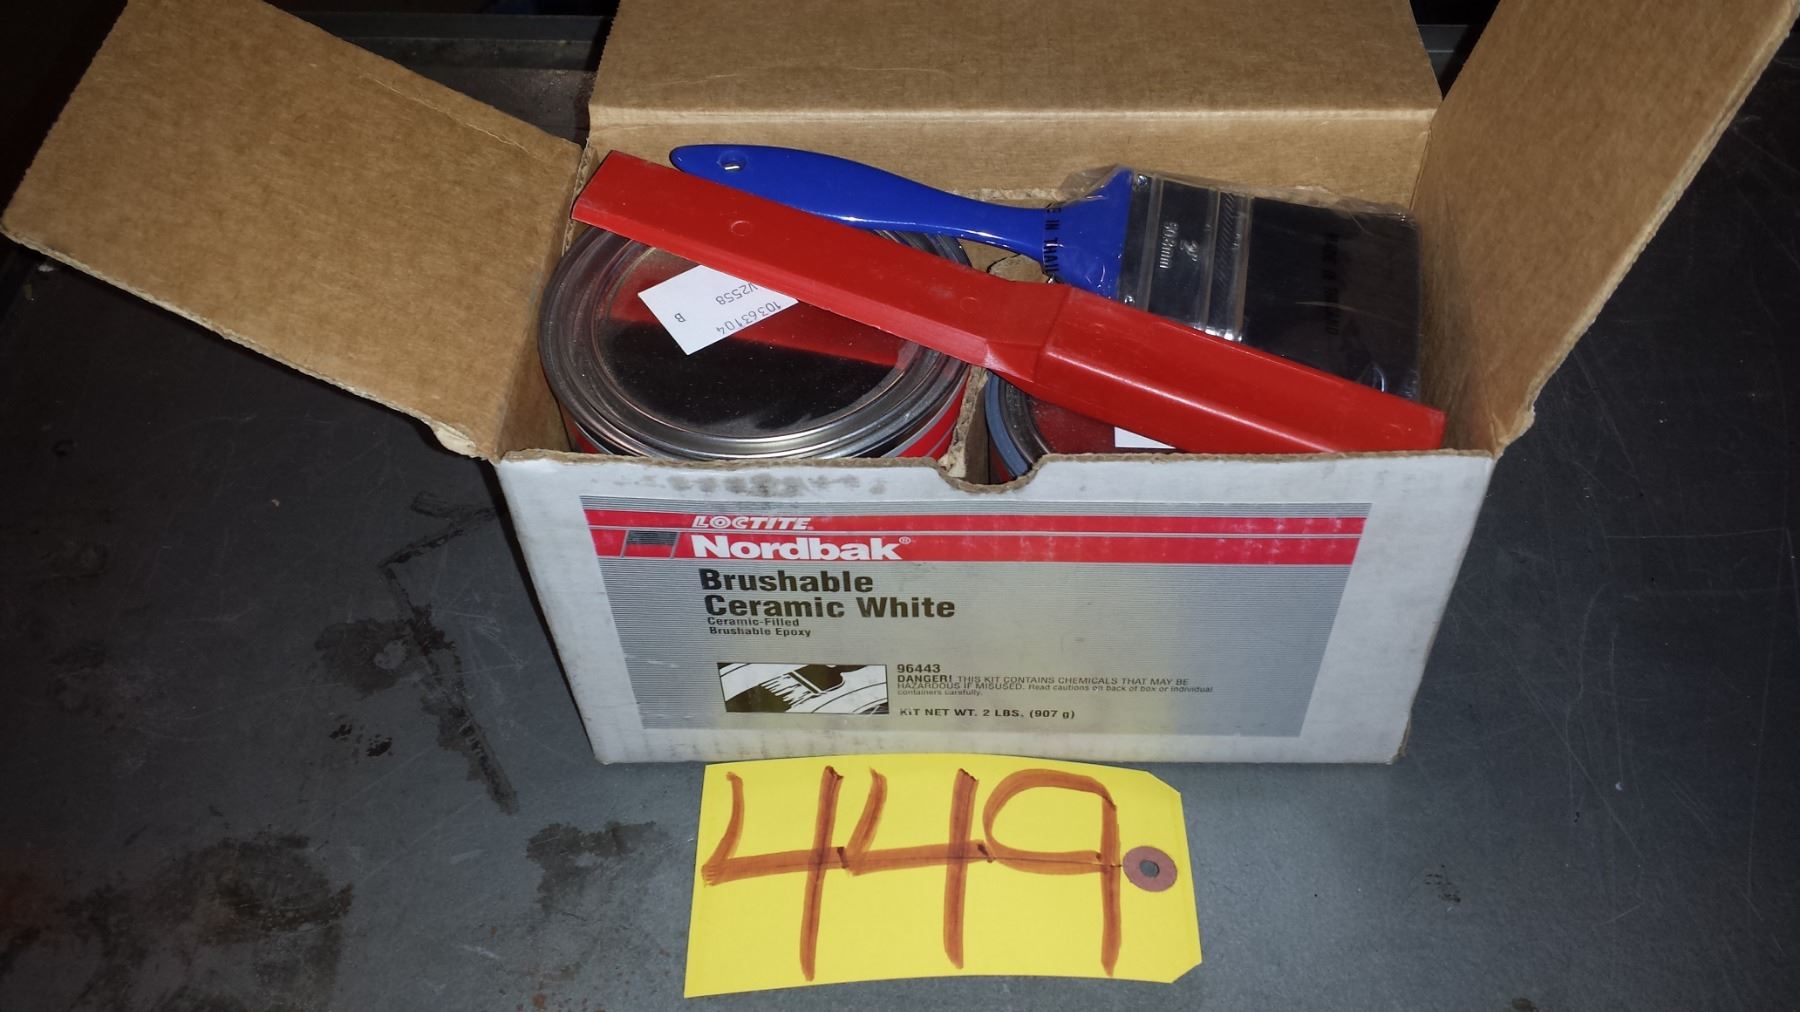 10363104
V2558
B
2"
LOCTITE.
Nordbak®
Brushable
Ceramic White
Ceramic-Filled
Brushable Epoxy
96443
DANGER! THIS KIT CONTAINS CHEMICALS THAT MAY BE
HAZARDOUS IF MISUSED. Read cautions on back of box or individual
containers carefully.
KIT NET WT. 2 LBS. (907 g)
449